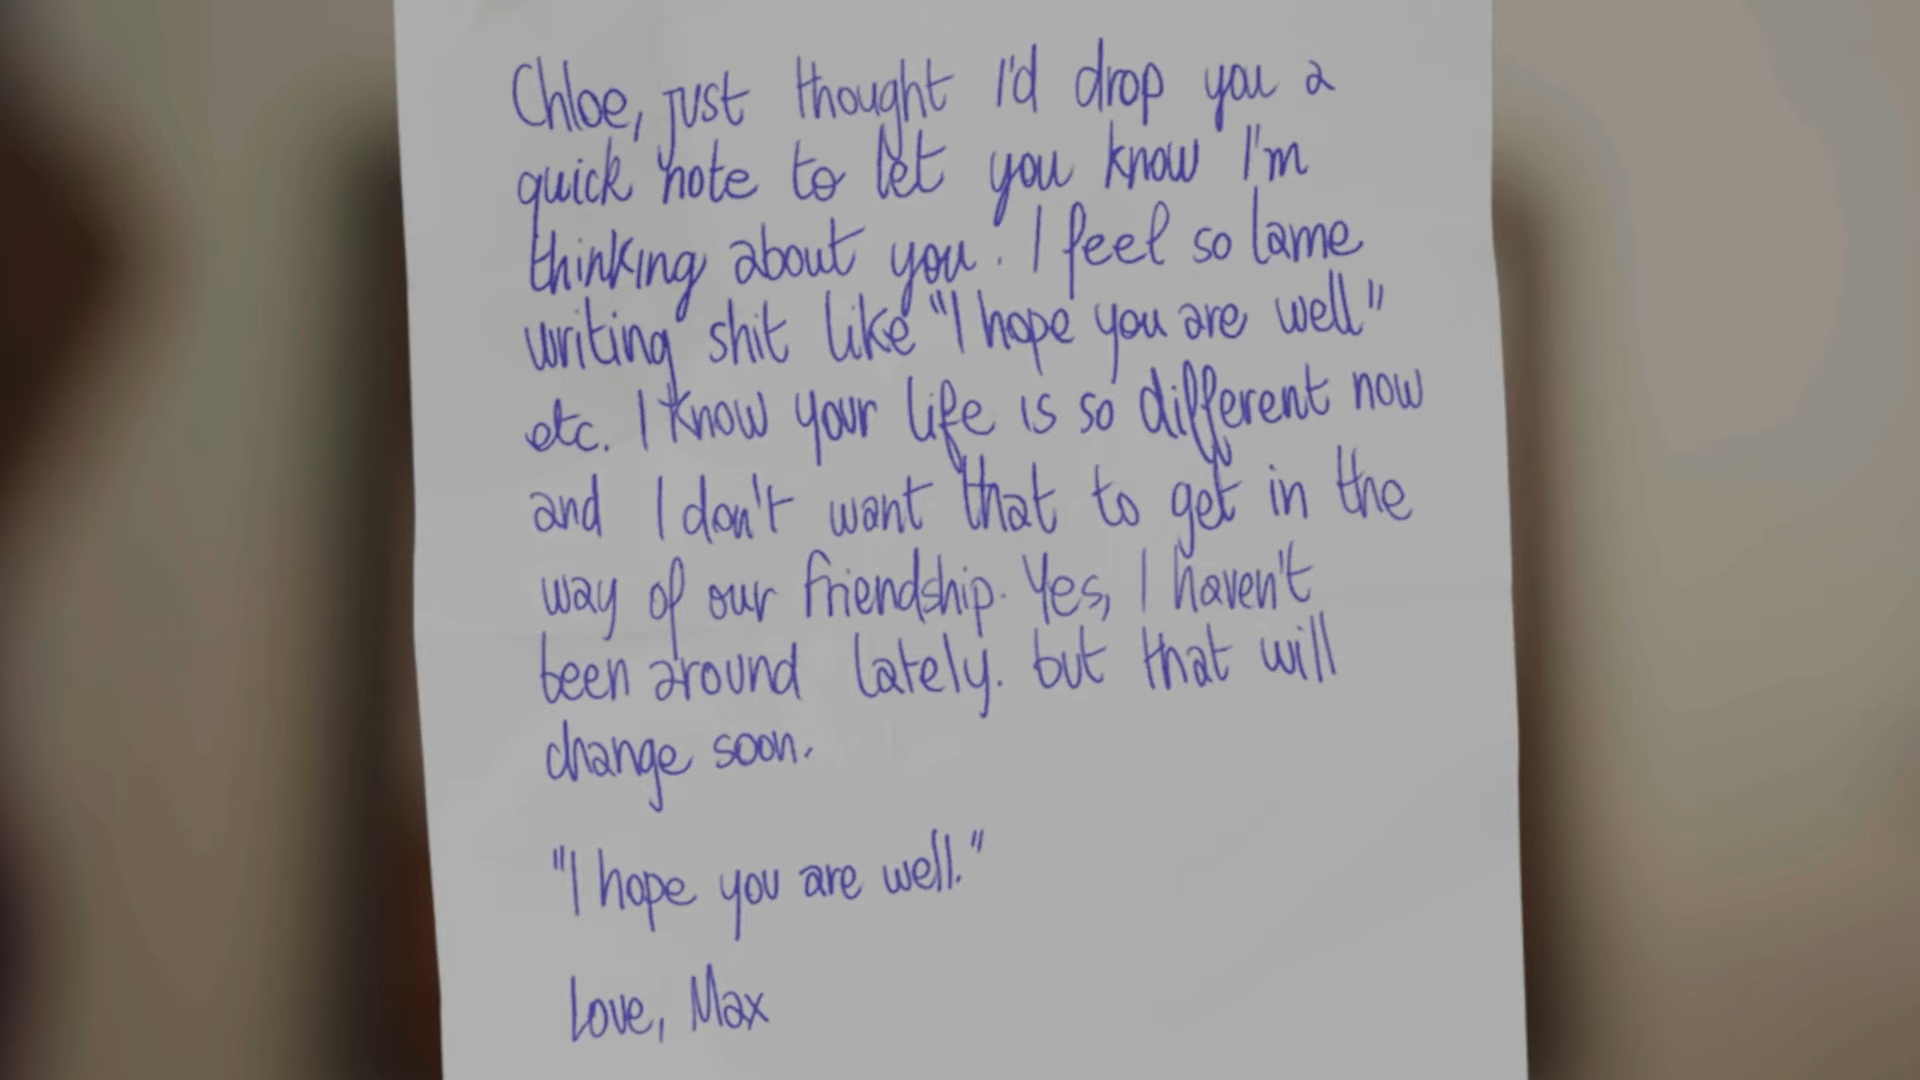 Chloe, just thought I'd drop you a
quick note to let you know I'm
thinking about you. I feel so lame
writing shit like "I hope you are well"
etc. I know your life is so different now
and I don't want that to get in the
way of our friendship. Yes, I haven't
been around lately. but that will
change soon.
"I hope you are well."
Love, Max